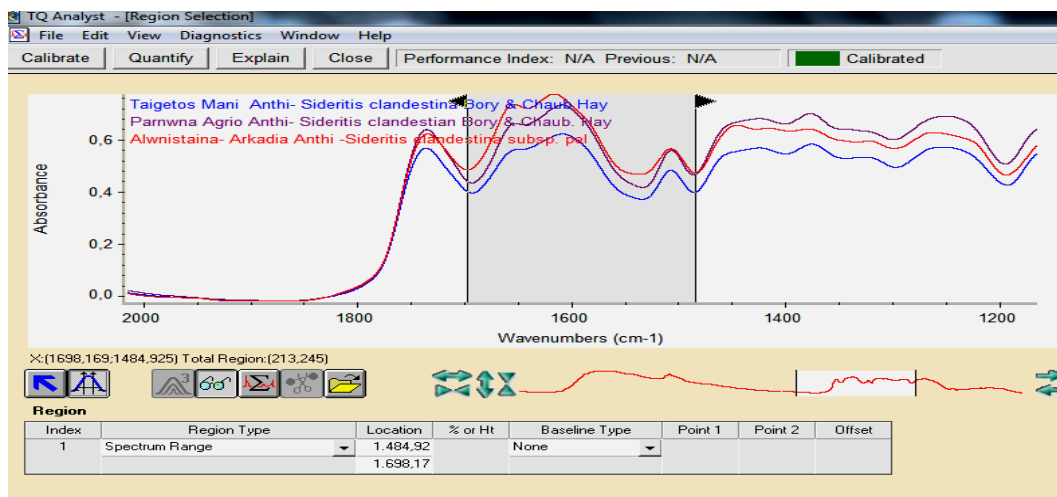 TQ Analyst - [Region Selection]
File Edit View Diagnostics Window Help
Calibrate Quantify Explain Close Performance Index: N/A Previous: N/A Calibrated
Taigetos Mani Anthi- Sideritis clandestina Bory & Chaub Hay
Parnwna Agrio Anthi- Sideritis clandestian Bory & Chaub. Hay
Alwnistaina- Arkadia Anthi -Sideritis clandestina subsp. pel
0,6
0,4
0,2
0,0
Absorbance
2000 1800 1600 1400 1200
Wavenumbers (cm-1)
X:(1698,169;1484,925) Total Region:(213,245)
Region
Index Region Type Location % or Ht Baseline Type Point 1 Point 2 Offset
1 Spectrum Range 1.484,92 None
1.698,17